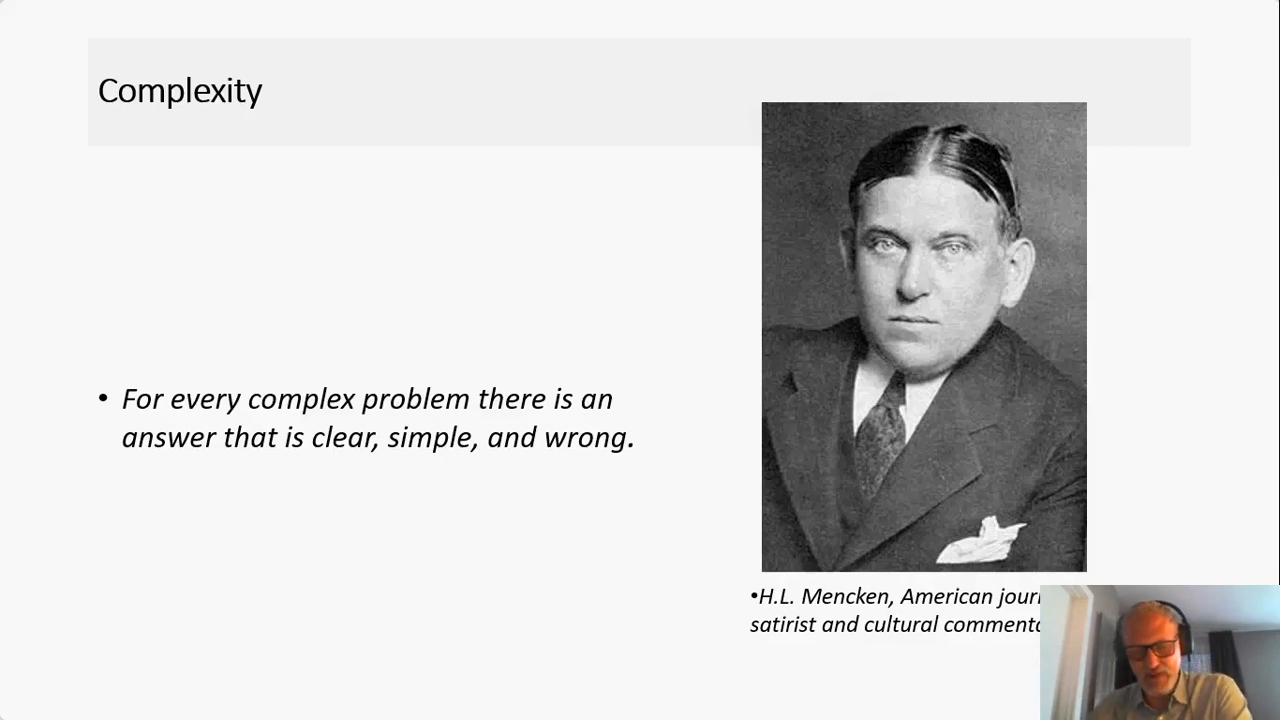 Complexity
• For every complex problem there is an
answer that is clear, simple, and wrong.
•H.L. Mencken, American
satirist and cultural